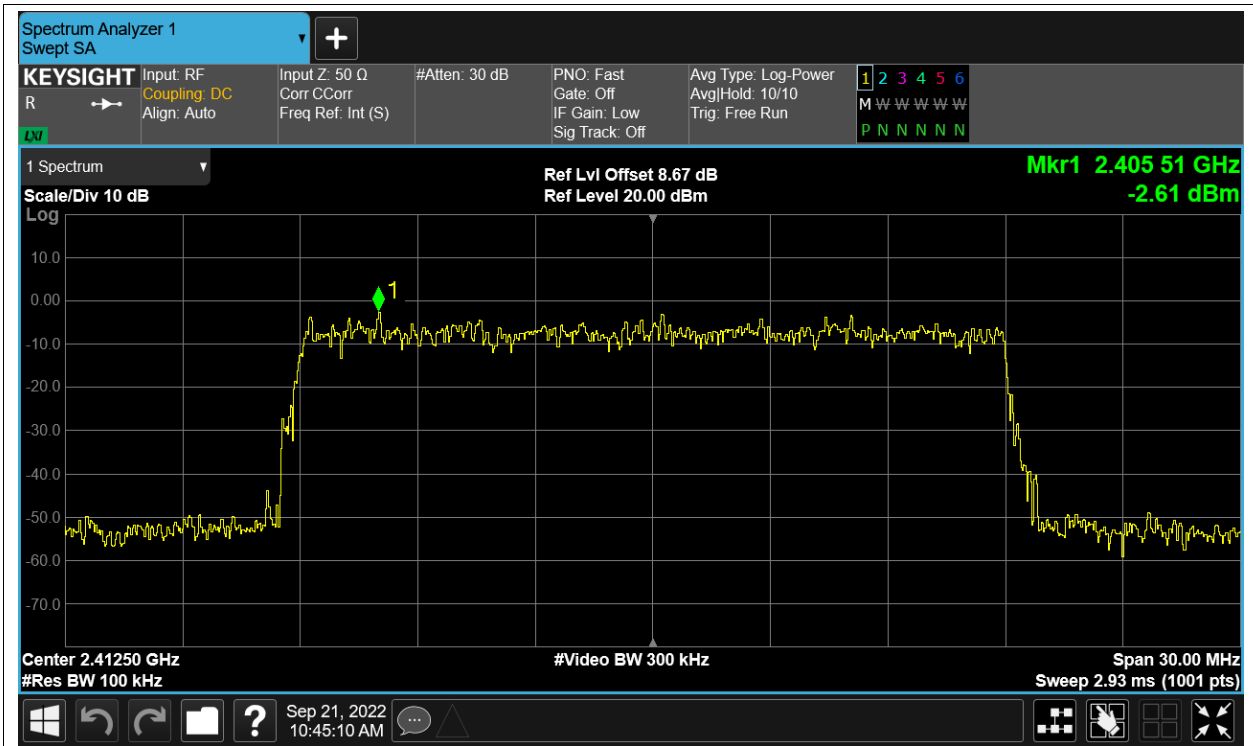 Spectrum Analyzer 1
Swept SA
KEYSIGHT
R
LXI
Input: RF
Coupling: DC
Align: Auto
Input Z: 50 Ω
Corr CCorr
Freq Ref: Int (S)
#Atten: 30 dB
PNO: Fast
Gate: Off
IF Gain: Low
Sig Track: Off
Avg Type: Log-Power
Avg|Hold: 10/10
Trig: Free Run
1 2 3 4 5 6
M W W W W W
P N N N N N
1 Spectrum
Scale/Div 10 dB
Log
Ref Lvl Offset 8.67 dB
Ref Level 20.00 dBm
Mkr1 2.405 51 GHz
-2.61 dBm
10.0
0.00
-10.0
-20.0
-30.0
-40.0
-50.0
-60.0
-70.0
1
Center 2.41250 GHz
#Res BW 100 kHz
#Video BW 300 kHz
Span 30.00 MHz
Sweep 2.93 ms (1001 pts)
?
Sep 21, 2022
10:45:10 AM